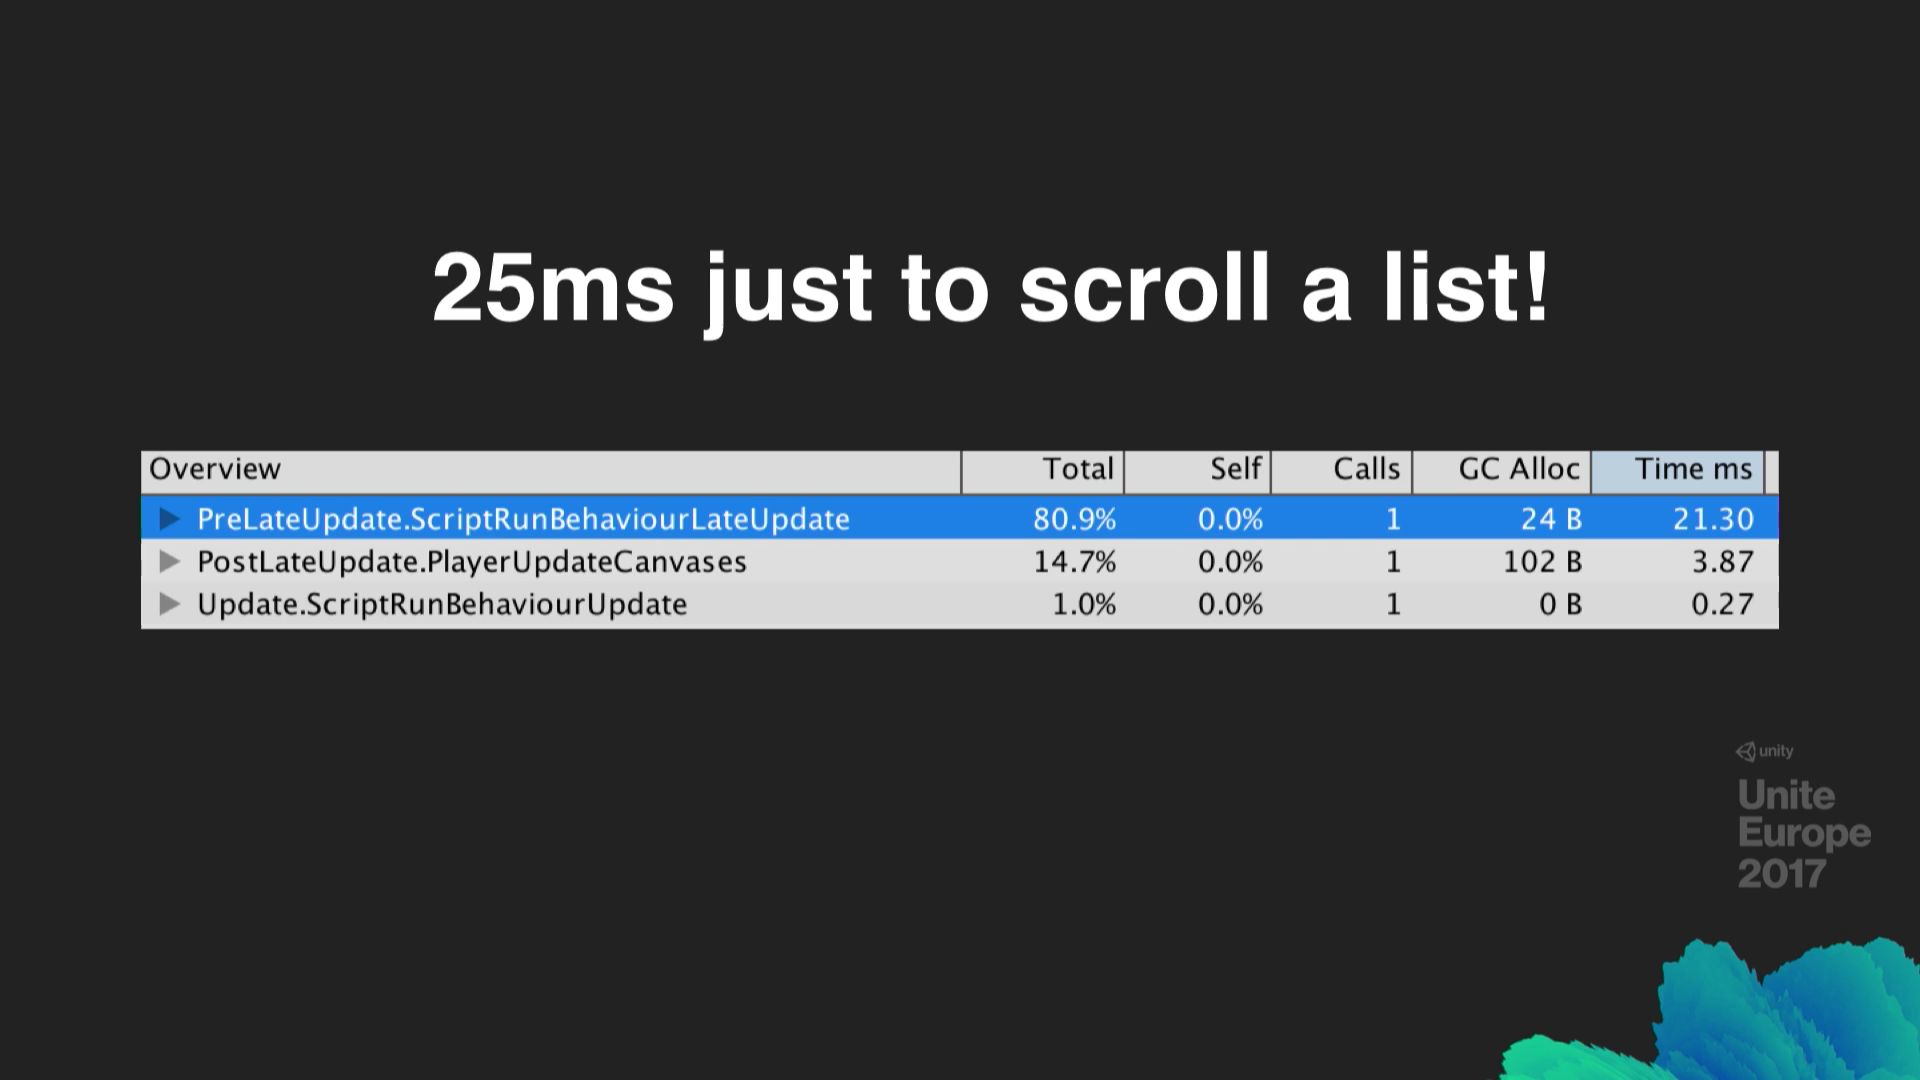 25ms just to scroll a list!
Overview Total Self Calls GC Alloc Time ms
PreLateUpdate.ScriptRunBehaviourLateUpdate 80.9% 0.0% 1 24 B 21.30
PostLateUpdate.PlayerUpdateCanvases 14.7% 0.0% 1 102 B 3.87
Update.ScriptRunBehaviourUpdate 1.0% 0.0% 1 0 B 0.27
unity
Unite
Europe
2017